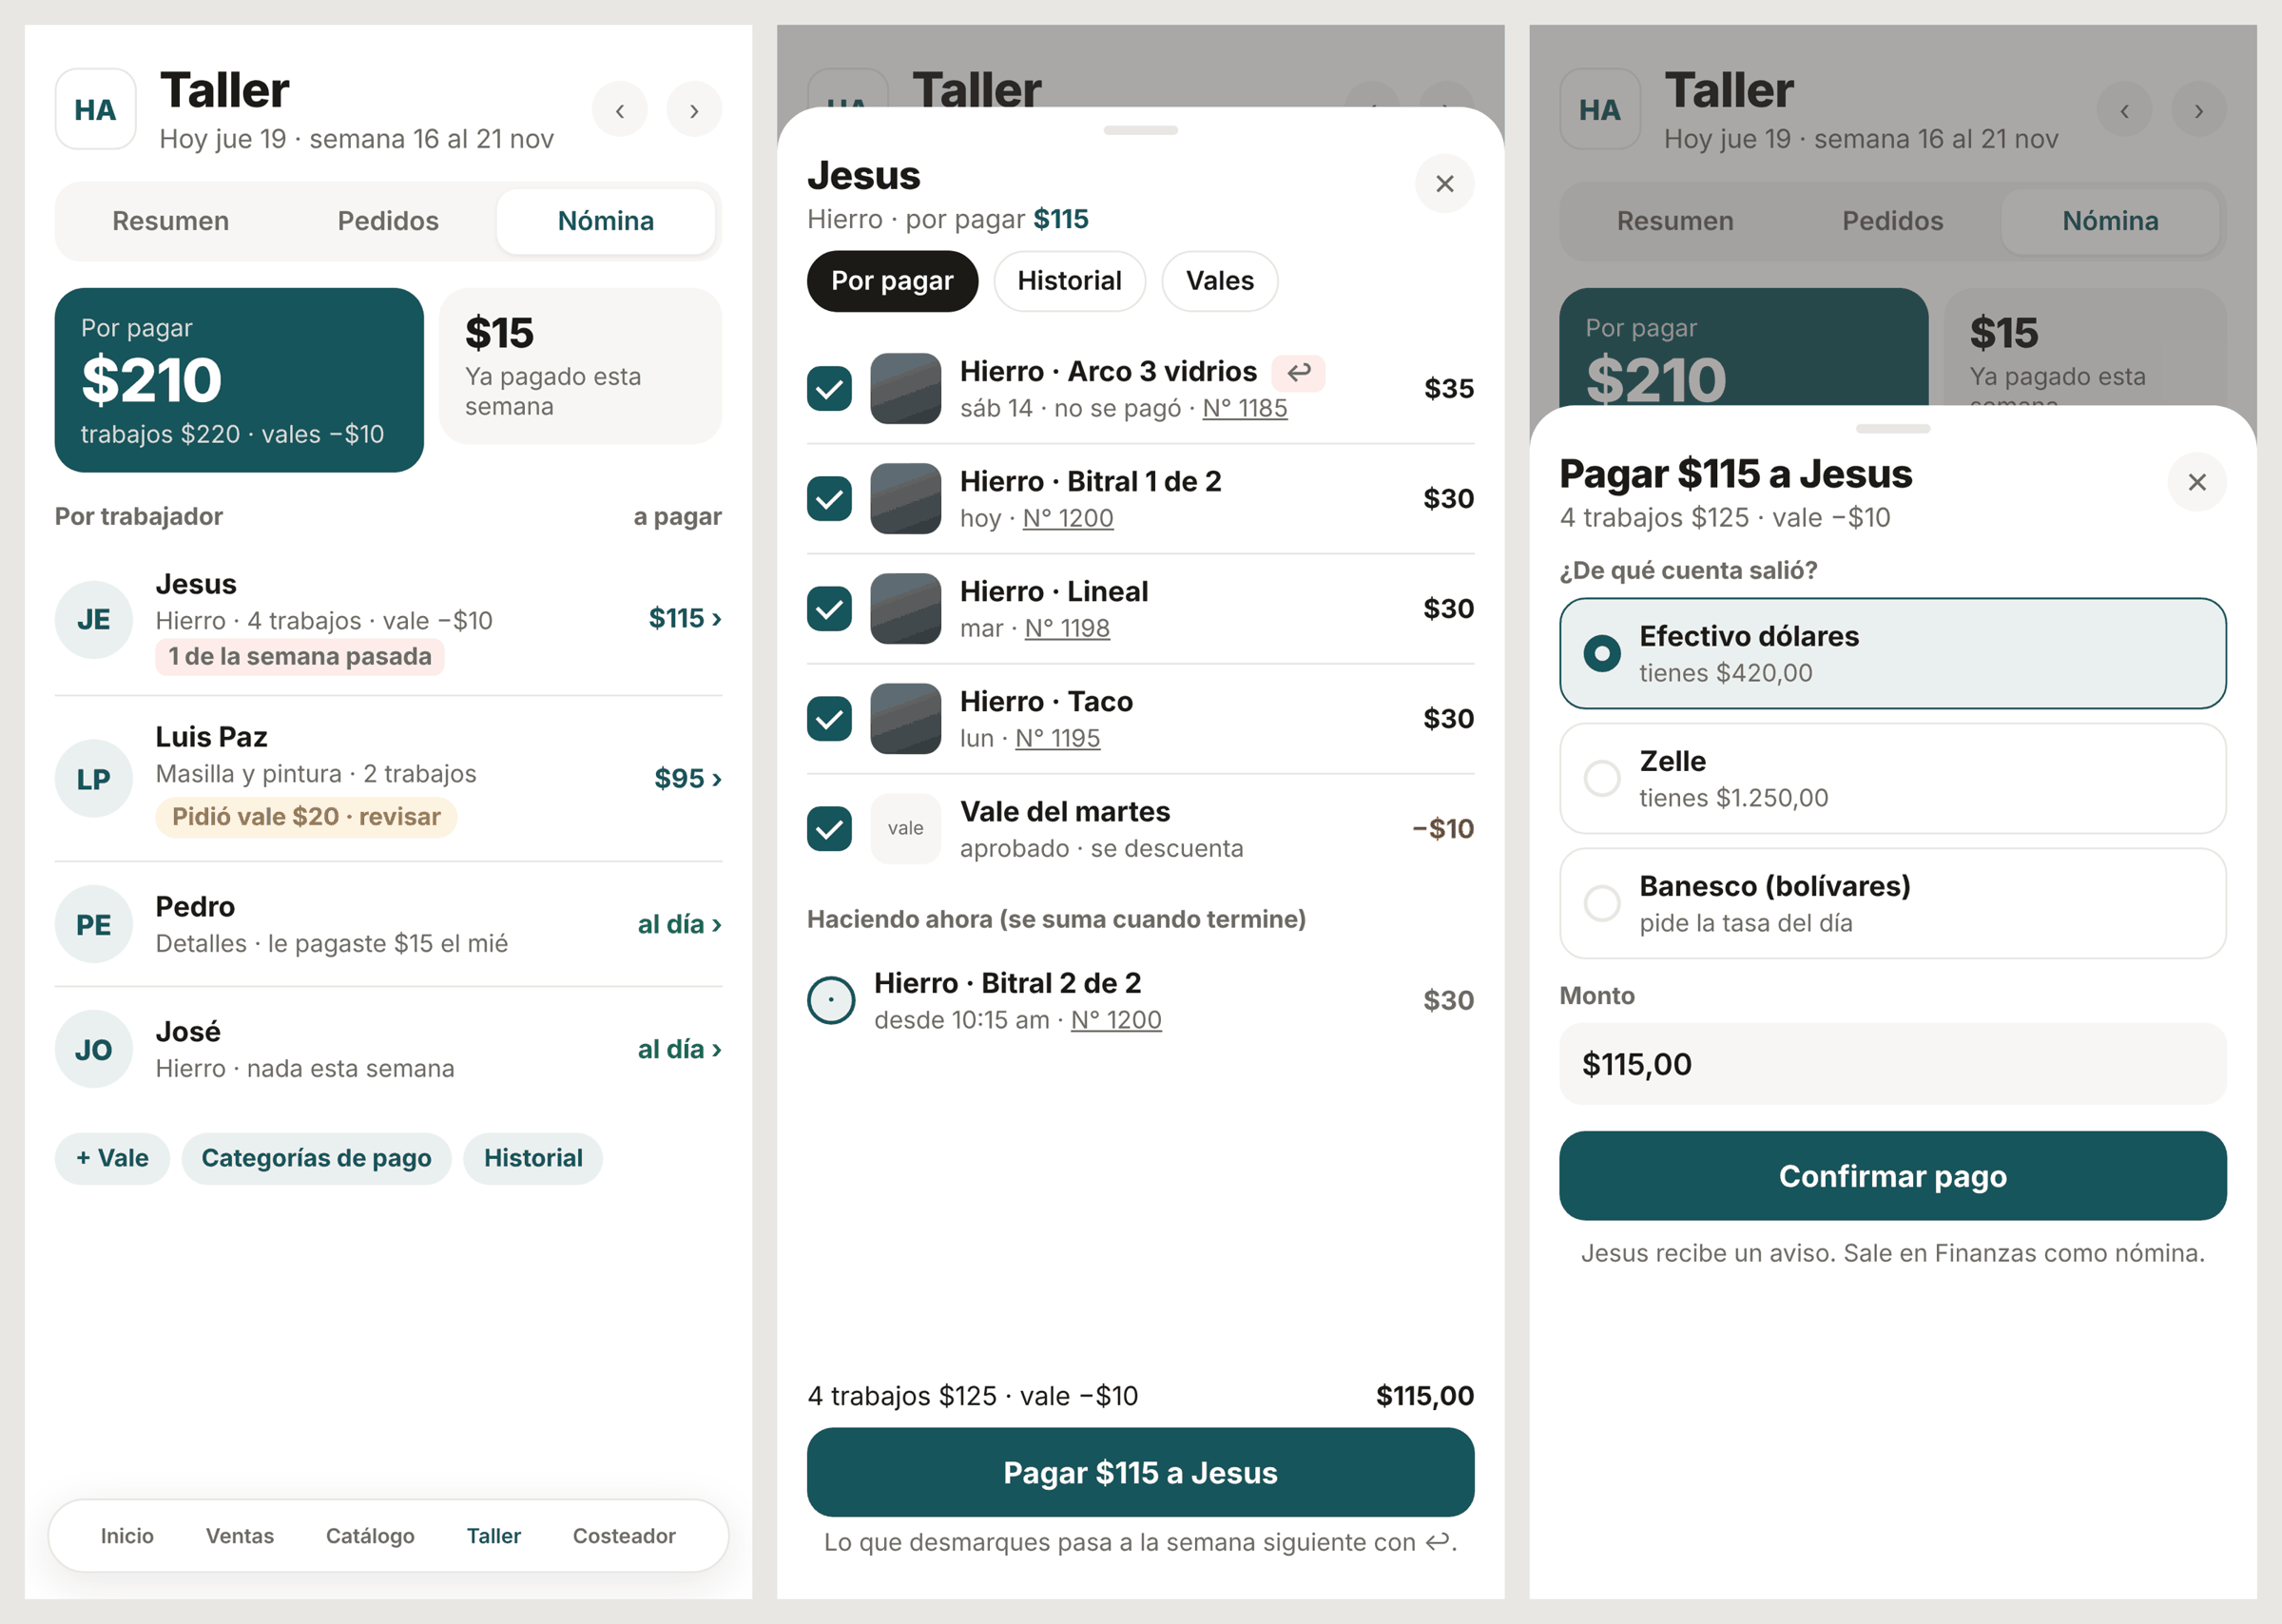 HA
Taller
Hoy jue 19 · semana 16 al 21 nov
‹ ›
Resumen Pedidos Nómina
Por pagar
$210
trabajos $220 · vales −$10
$15
Ya pagado esta
semana
Por trabajador a pagar
JE
Jesus
Hierro · 4 trabajos · vale −$10
1 de la semana pasada
$115 ›
LP
Luis Paz
Masilla y pintura · 2 trabajos
Pidió vale $20 · revisar
$95 ›
PE
Pedro
Detalles · le pagaste $15 el mié
al día ›
JO
José
Hierro · nada esta semana
al día ›
+ Vale Categorías de pago Historial
Inicio Ventas Catálogo Taller Costeador
HA
Taller
Jesus
Hierro · por pagar $115
×
Por pagar Historial Vales
Hierro · Arco 3 vidrios ↩
sáb 14 · no se pagó · N° 1185
$35
Hierro · Bitral 1 de 2
hoy · N° 1200
$30
Hierro · Lineal
mar · N° 1198
$30
Hierro · Taco
lun · N° 1195
$30
vale
Vale del martes
aprobado · se descuenta
−$10
Haciendo ahora (se suma cuando termine)
Hierro · Bitral 2 de 2
desde 10:15 am · N° 1200
$30
4 trabajos $125 · vale −$10 $115,00
Pagar $115 a Jesus
Lo que desmarques pasa a la semana siguiente con ↩.
HA
Taller
Hoy jue 19 · semana 16 al 21 nov
‹ ›
Resumen Pedidos Nómina
Por pagar
$210
$15
Ya pagado esta
semana
Pagar $115 a Jesus
4 trabajos $125 · vale −$10
×
¿De qué cuenta salió?
Efectivo dólares
tienes $420,00
Zelle
tienes $1.250,00
Banesco (bolívares)
pide la tasa del día
Monto
$115,00
Confirmar pago
Jesus recibe un aviso. Sale en Finanzas como nómina.